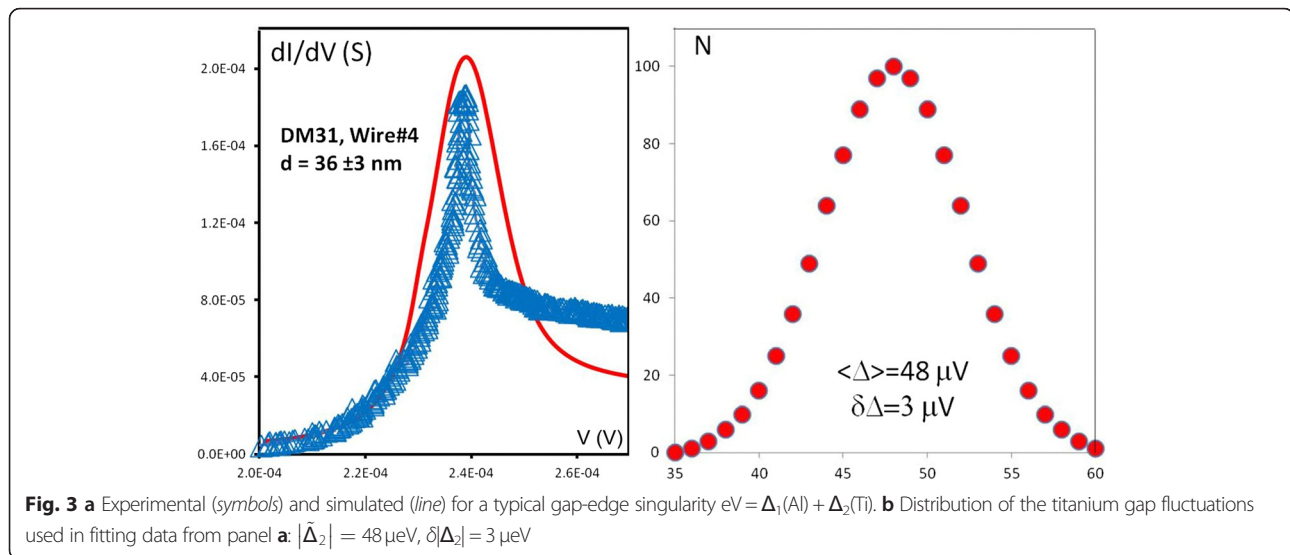 dI/dV (S)
2.0E-04
1.6E-04
1.2E-04
8.0E-05
4.0E-05
0.0E+00
DM31, Wire#4
d = 36 ±3 nm
V (V)
2.0E-04 2.2E-04 2.4E-04 2.6E-04
N
100
80
60
40
20
0
<Δ>=48 μV
δΔ=3 μV
35 40 45 50 55 60
Fig. 3 a Experimental (symbols) and simulated (line) for a typical gap-edge singularity eV = Δ₁(Al) + Δ₂(Ti). b Distribution of the titanium gap fluctuations
used in fitting data from panel a: |Δ̃₂| = 48 μeV, δ|Δ₂| = 3 μeV